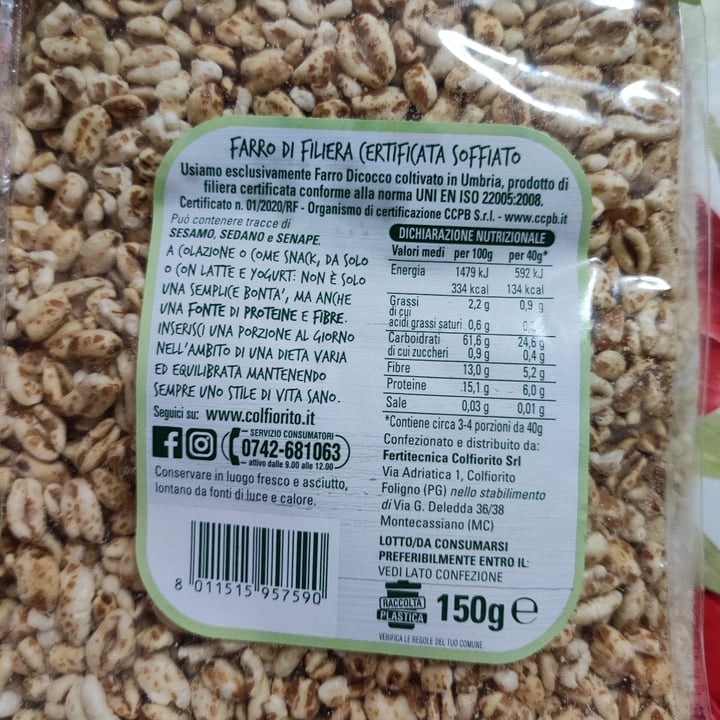 FARRO DI FILIERA CERTIFICATA SOFFIATO
Usiamo esclusivamente Farro Dicocco coltivato in Umbria, prodotto di
filiera certificata conforme alla norma UNI EN ISO 22005:2008.
Certificato n. 01/2020/RF - Organismo di certificazione CCPB S.r.l. - www.ccpb.it
Può contenere tracce di
SESAMO, SEDANO e SENAPE.
A COLAZIONE O COME SNACK, DA SOLO
O CON LATTE E YOGURT: NON È SOLO
UNA SEMPLICE BONTA', MA ANCHE
UNA FONTE DI PROTEINE E FIBRE.
INSERISCI UNA PORZIONE AL GIORNO
NELL'AMBITO DI UNA DIETA VARIA
ED EQUILIBRATA MANTENENDO
SEMPRE UNO STILE DI VITA SANO.
Seguici su: www.colfiorito.it
SERVIZIO CONSUMATORI
0742-681063
attivo dalle 9.00 alle 12.00
Conservare in luogo fresco e asciutto,
lontano da fonti di luce e calore.
8 011515 957590
DICHIARAZIONE NUTRIZIONALE
Valori medi per 100g per 40g*
Energia 1479 kJ 592 kJ
334 kcal 134 kcal
Grassi 2,2 g 0,9 g
di cui
acidi grassi saturi 0,6 g
Carboidrati 61,6 g 24,6 g
di cui zuccheri 0,9 g 0,4 g
Fibre 13,0 g 5,2 g
Proteine 15,1 g 6,0 g
Sale 0,03 g 0,01 g
*Contiene circa 3-4 porzioni da 40g
Confezionato e distribuito da:
Fertitecnica Colfiorito Srl
Via Adriatica 1, Colfiorito
Foligno (PG) nello stabilimento
di Via G. Deledda 36/38
Montecassiano (MC)
LOTTO/DA CONSUMARSI
PREFERIBILMENTE ENTRO IL:
VEDI LATO CONFEZIONE
RACCOLTA
PLASTICA
150g e
VERIFICA LE REGOLE DEL TUO COMUNE